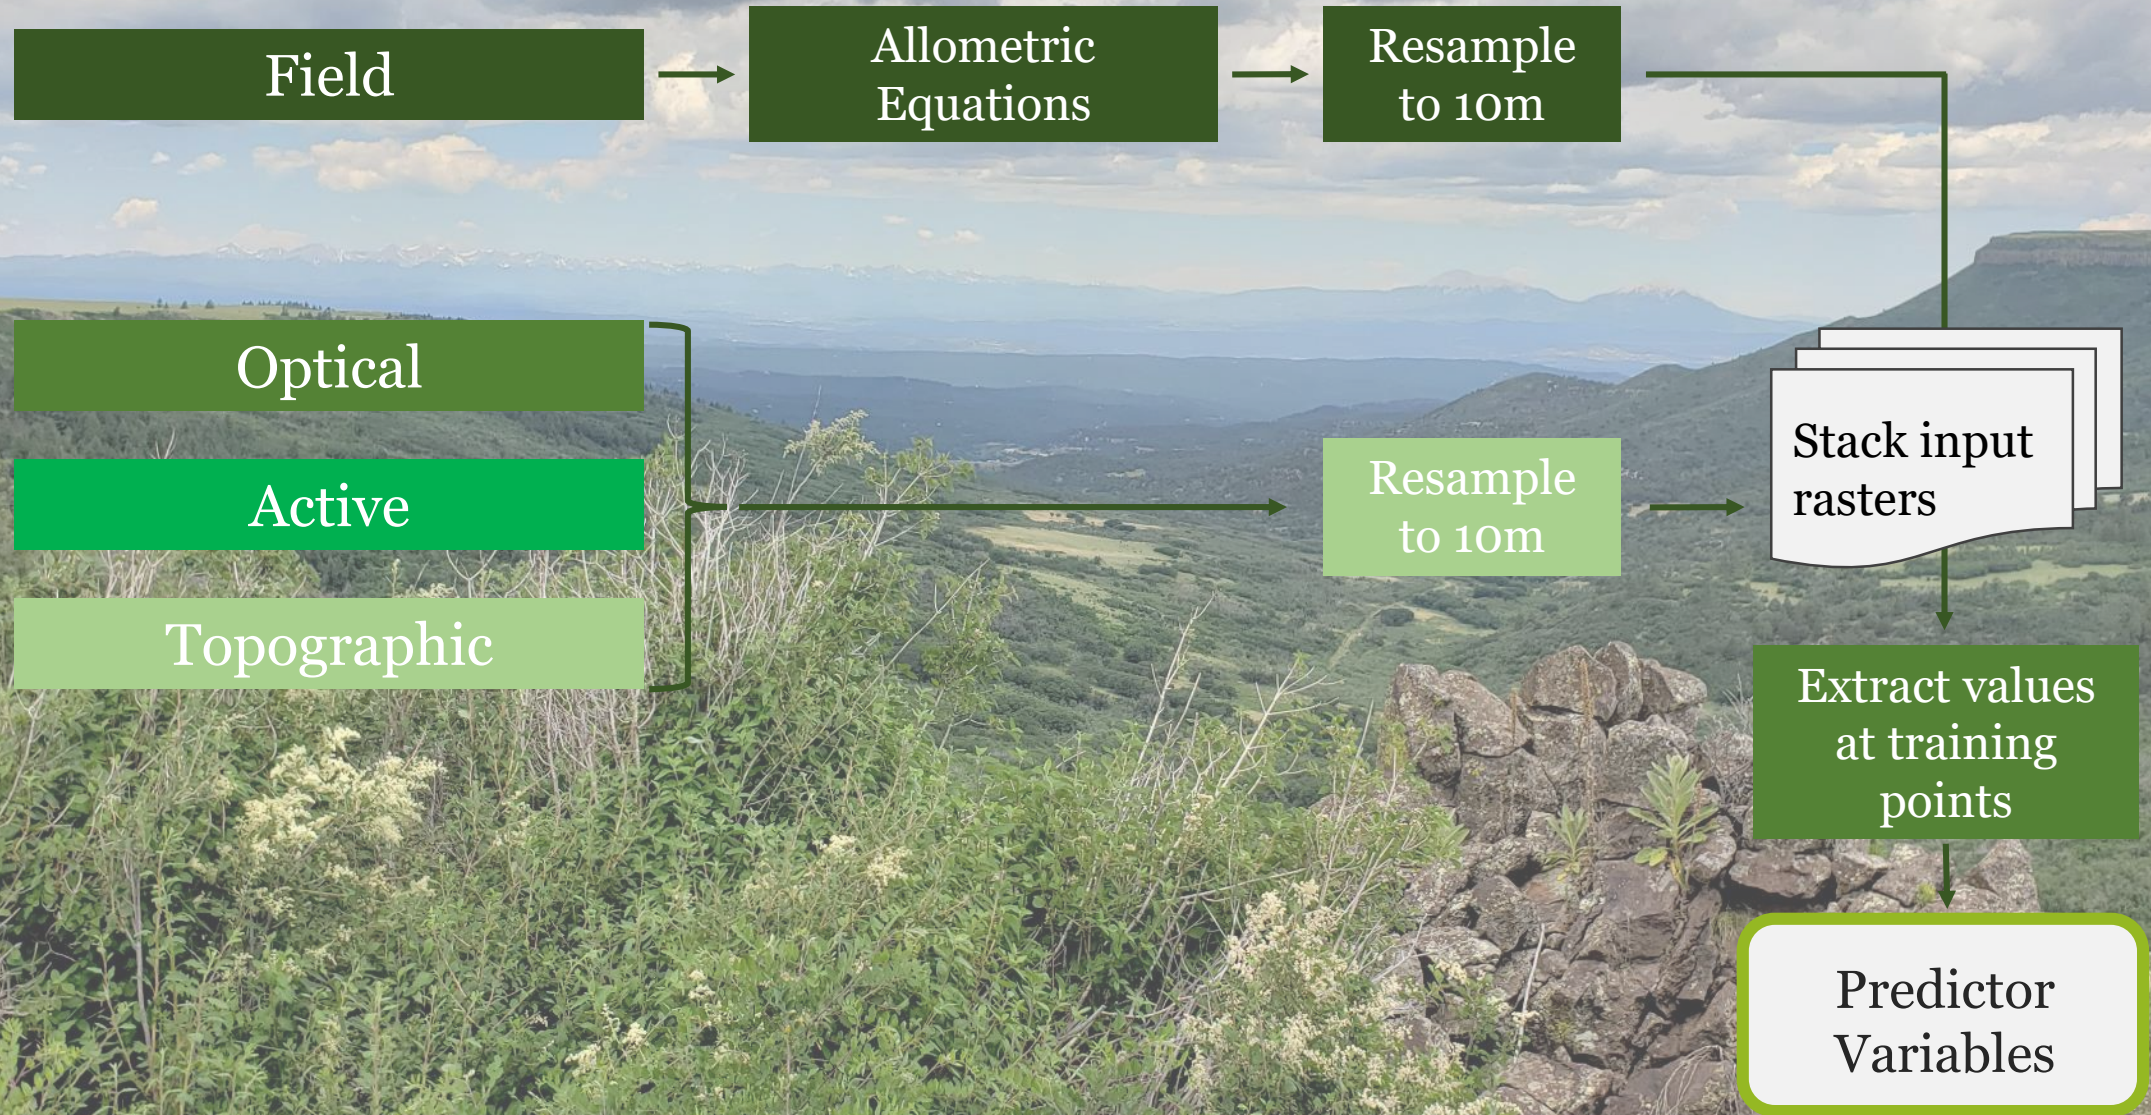 Field
Allometric
Equations
Resample
to 10m
Optical
Active
Topographic
Resample
to 10m
Stack input
rasters
Extract values
at training
points
Predictor
Variables